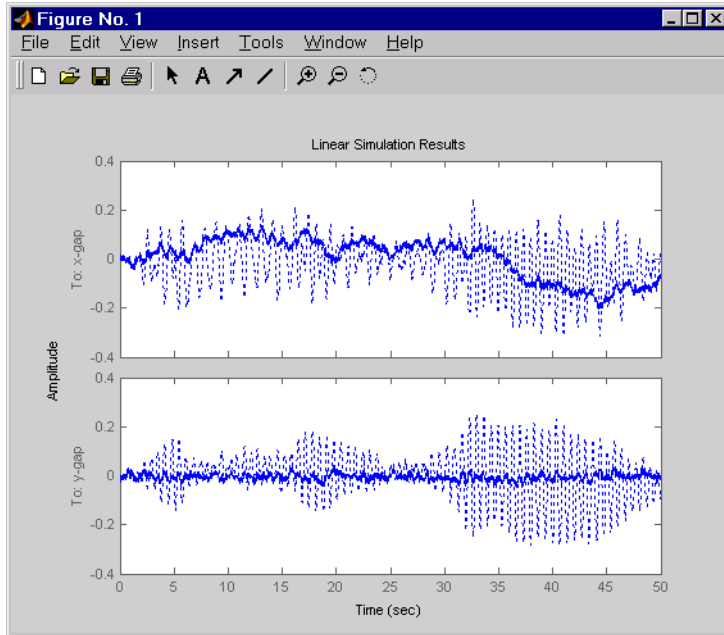 Figure No. 1
File Edit View Insert Tools Window Help
A
Linear Simulation Results
Amplitude
To: x-gap
0.4
0.2
0
-0.2
-0.4
To: y-gap
0.4
0.2
0
-0.2
-0.4
0 5 10 15 20 25 30 35 40 45 50
Time (sec)